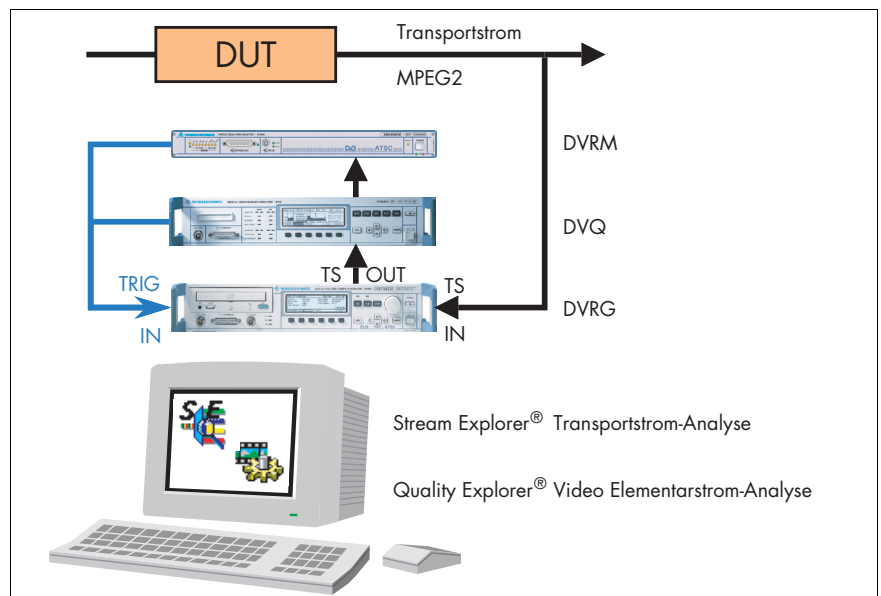 DUT
Transportstrom
MPEG2
DVRM
DVQ
TS OUT
TRIG
IN
TS
IN
DVRG
ATSC
S E
Stream Explorer® Transportstrom-Analyse
Quality Explorer® Video Elementarstrom-Analyse